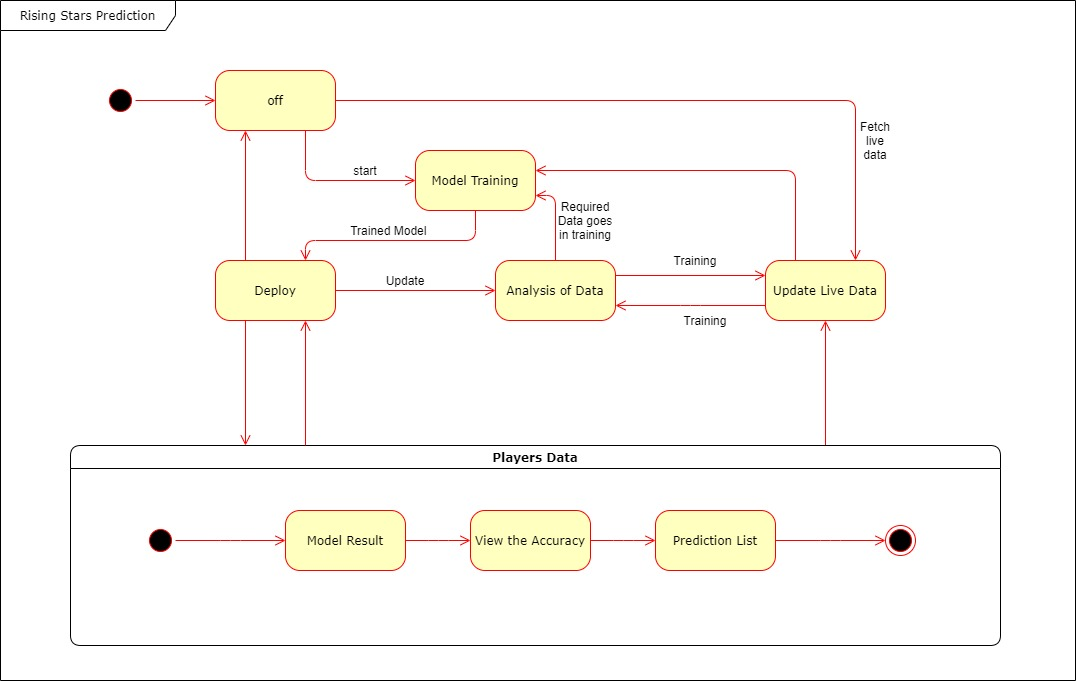 Rising Stars Prediction
off
Fetch
live
data
start
Model Training
Required
Data goes
in training
Trained Model
Deploy
Update
Analysis of Data
Training
Update Live Data
Training
Players Data
Model Result
View the Accuracy
Prediction List